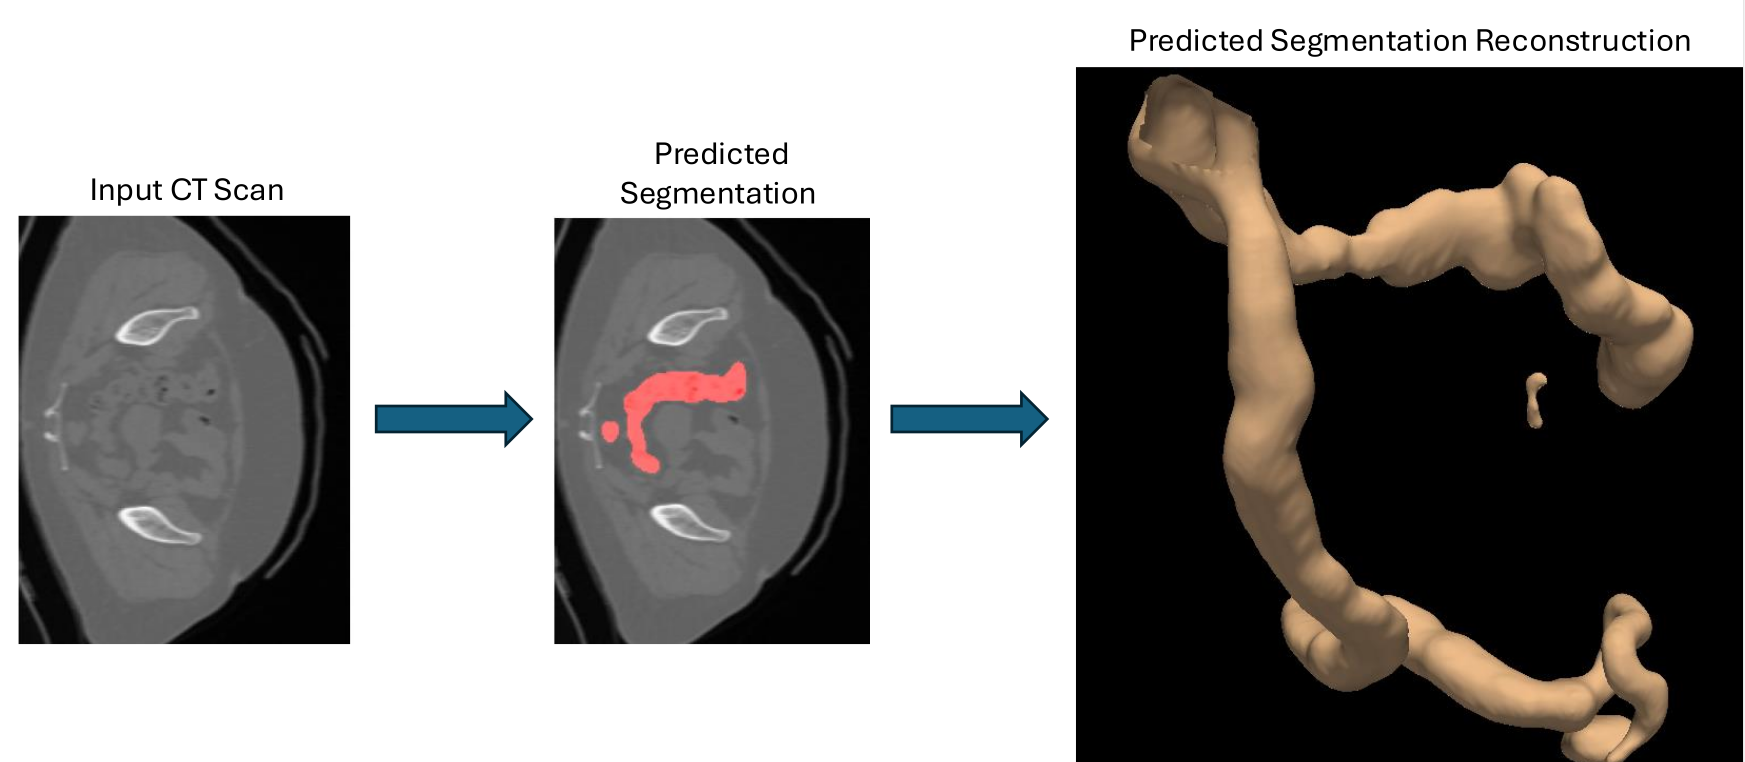 Input CT Scan
Predicted
Segmentation
Predicted Segmentation Reconstruction